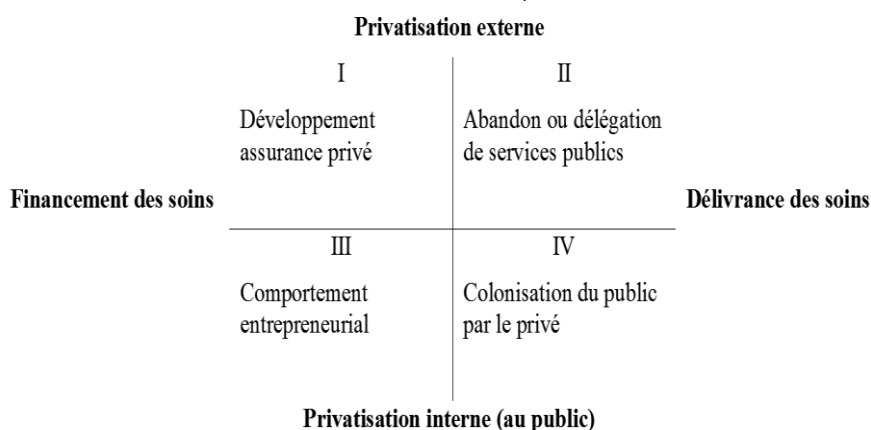 Privatisation externe
I
II
Développement
assurance privé
Abandon ou délégation
de services publics
Financement des soins
Délivrance des soins
III
IV
Comportement
entrepreneurial
Colonisation du public
par le privé
Privatisation interne (au public)